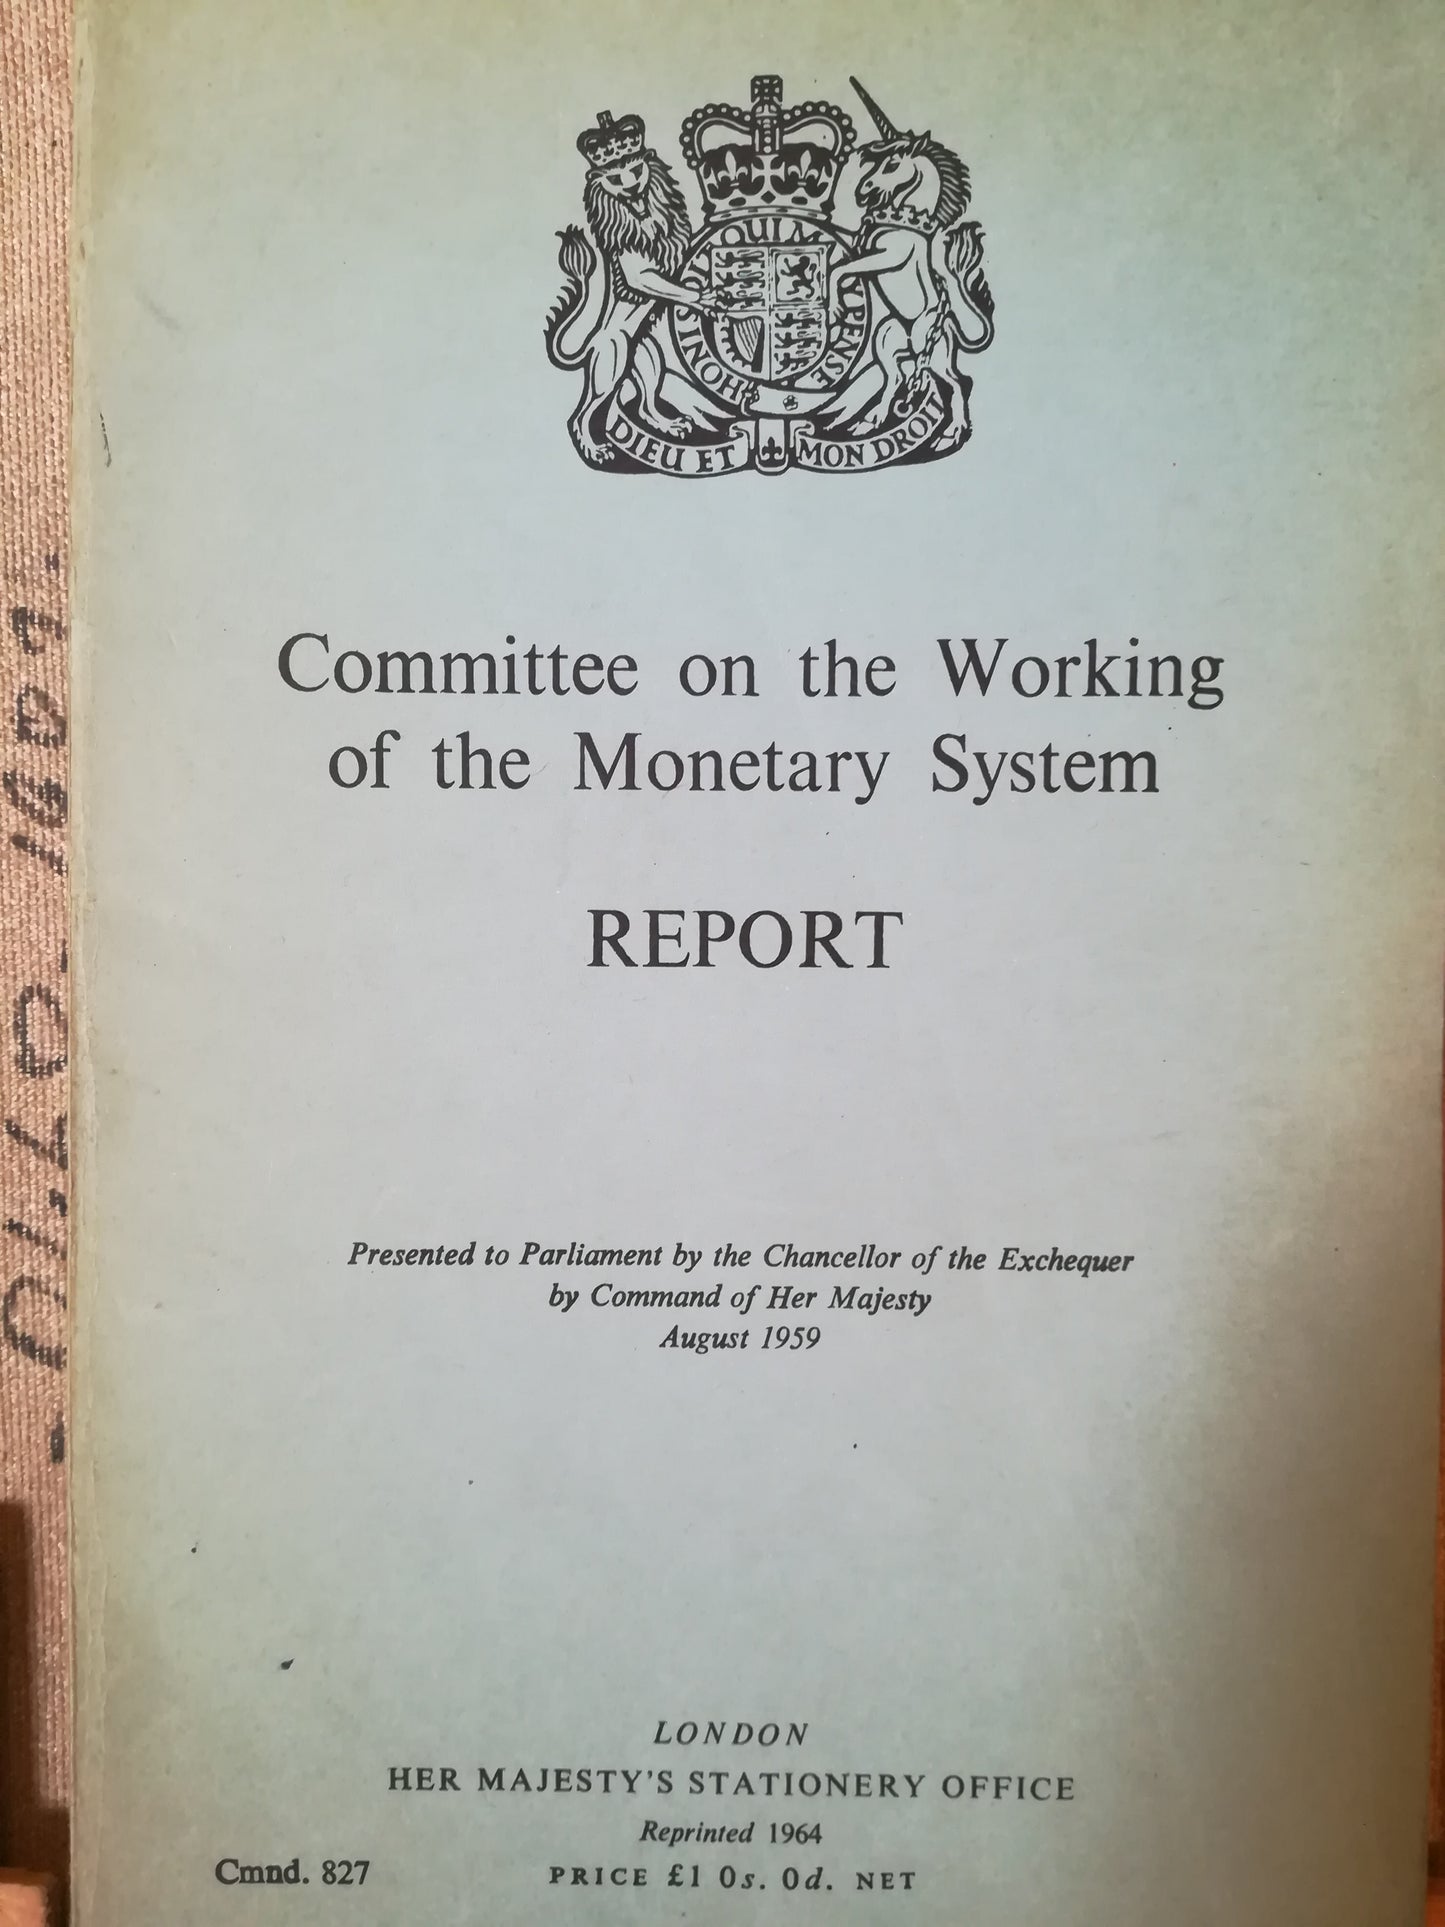 HONI SOIT QUI MAL Y PENSE
DIEU ET MON DROIT
Committee on the Working
of the Monetary System
REPORT
Presented to Parliament by the Chancellor of the Exchequer
by Command of Her Majesty
August 1959
LONDON
HER MAJESTY'S STATIONERY OFFICE
Reprinted 1964
Cmnd. 827 PRICE £1 0s. 0d. NET